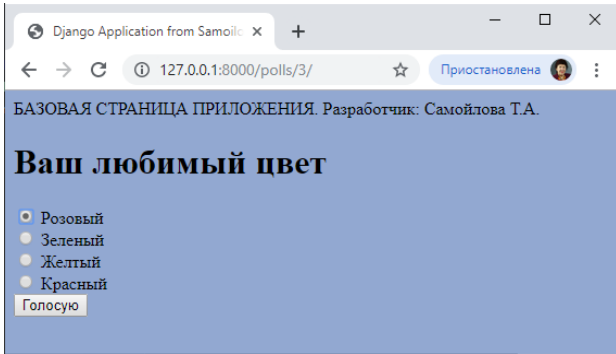 Django Application from Samoilo
127.0.0.1:8000/polls/3/
Приостановлена
БАЗОВАЯ СТРАНИЦА ПРИЛОЖЕНИЯ. Разработчик: Самойлова Т.А.
Ваш любимый цвет
Розовый
Зеленый
Желтый
Красный
Голосую